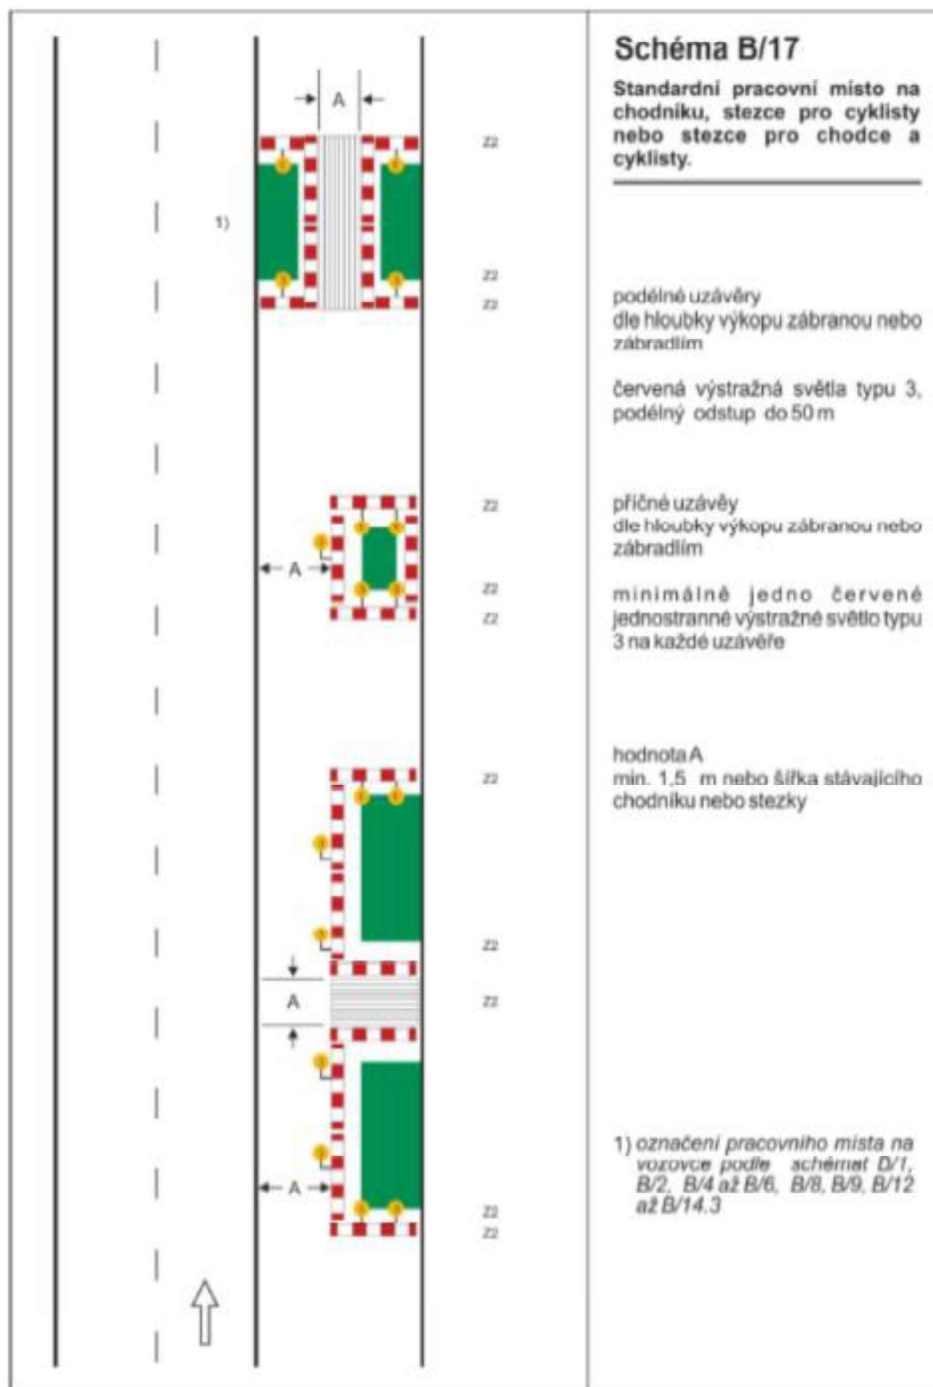 Schéma B/17
Standardní pracovní místo na
chodníku, stezce pro cyklisty
nebo stezce pro chodce a
cyklisty.
A
Z2
1)
Z2
Z2
podélné uzávěry
dle hloubky výkopu zábranou nebo
zábradlím
červená výstražná světla typu 3,
podélný odstup do 50 m
Z2
A
Z2
Z2
příčné uzávěy
dle hloubky výkopu zábranou nebo
zábradlím
minimálně jedno červené
jednostranné výstražné světlo typu
3 na každé uzávěře
Z2
hodnota A
min. 1,5 m nebo šířka stávajícího
chodníku nebo stezky
Z2
A
Z2
A
Z2
Z2
1) označení pracovního místa na
vozovce podle schémat B/1,
B/2, B/4 až B/6, B/8, B/9, B/12
až B/14.3